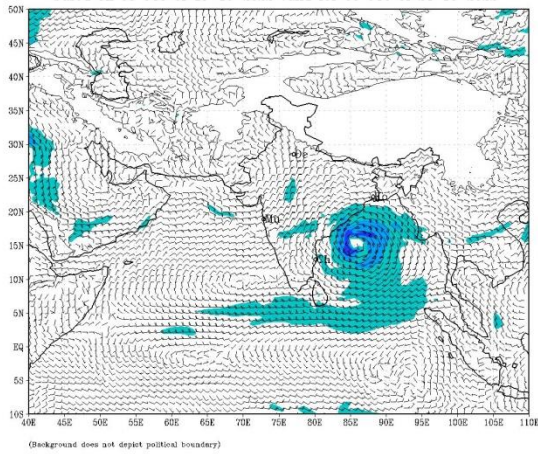 50N
45N
40N
35N
30N
25N
20N
15N
10N
5N
EQ
5S
10S
40E 45E 50E 55E 60E 65E 70E 75E 80E 85E 90E 95E 100E 105E 110E
(Background does not depict political boundary)